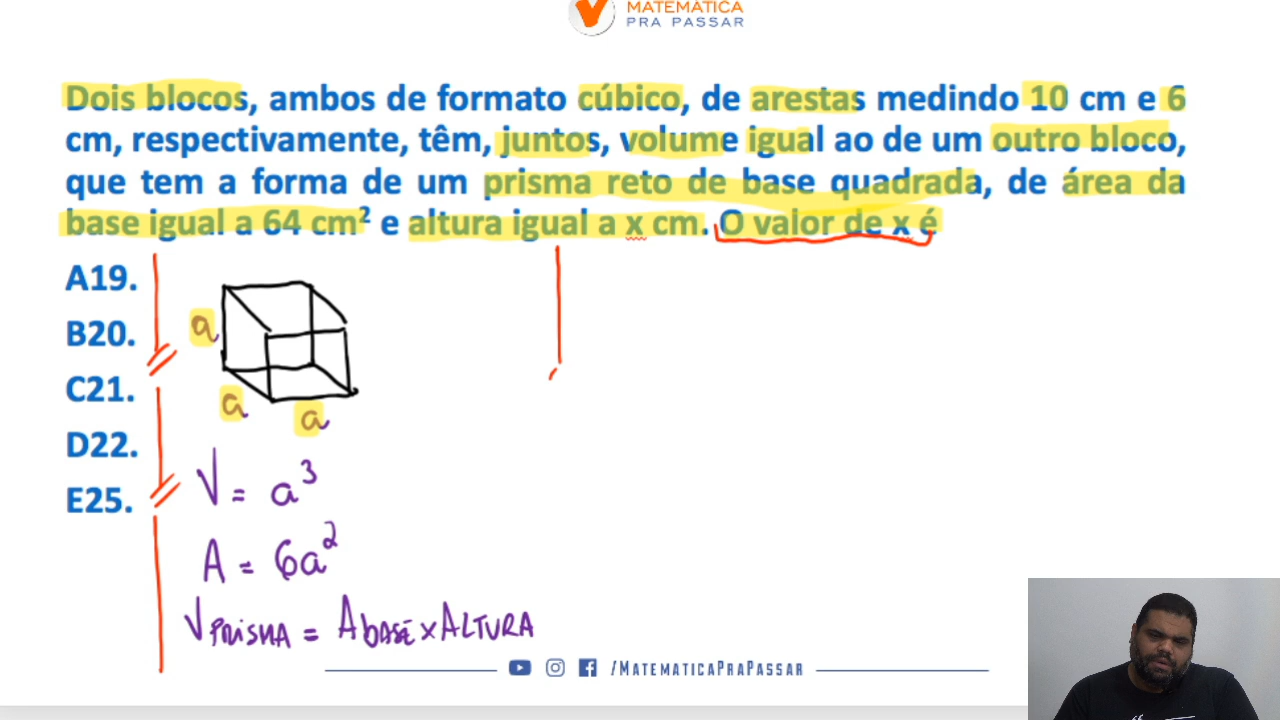 MATEMÁTICA
PRA PASSAR
Dois blocos, ambos de formato cúbico, de arestas medindo 10 cm e 6
cm, respectivamente, têm, juntos, volume igual ao de um outro bloco,
que tem a forma de um prisma reto de base quadrada, de área da
base igual a 64 cm² e altura igual a x cm. O valor de x é
A19.
B20.
C21.
D22.
E25.
a
a
a
V = a³
A = 6a²
VPRISMA = ABASE x ALTURA
/MATEMATICAPRAPASSAR